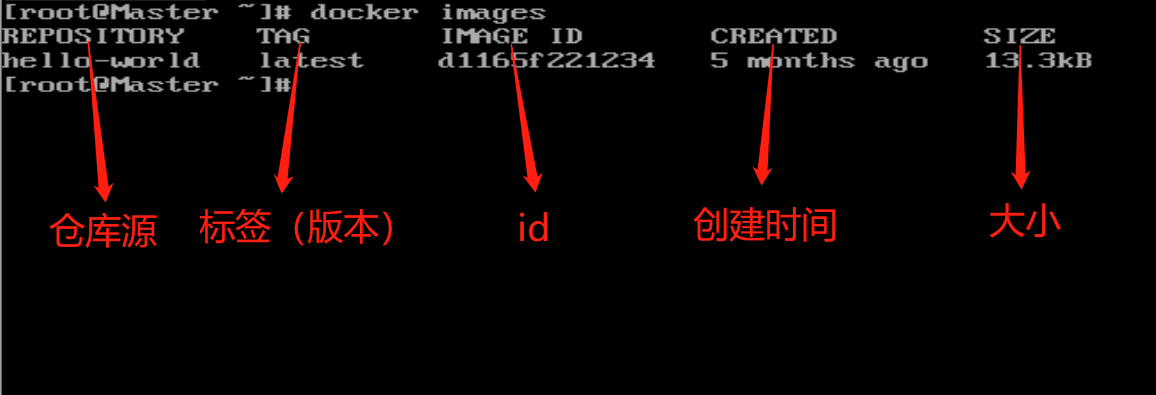 [root@Master ~]# docker images
REPOSITORY TAG IMAGE ID CREATED SIZE
hello-world latest d1165f221234 5 months ago 13.3kB
[root@Master ~]#
仓库源 标签（版本） id 创建时间 大小